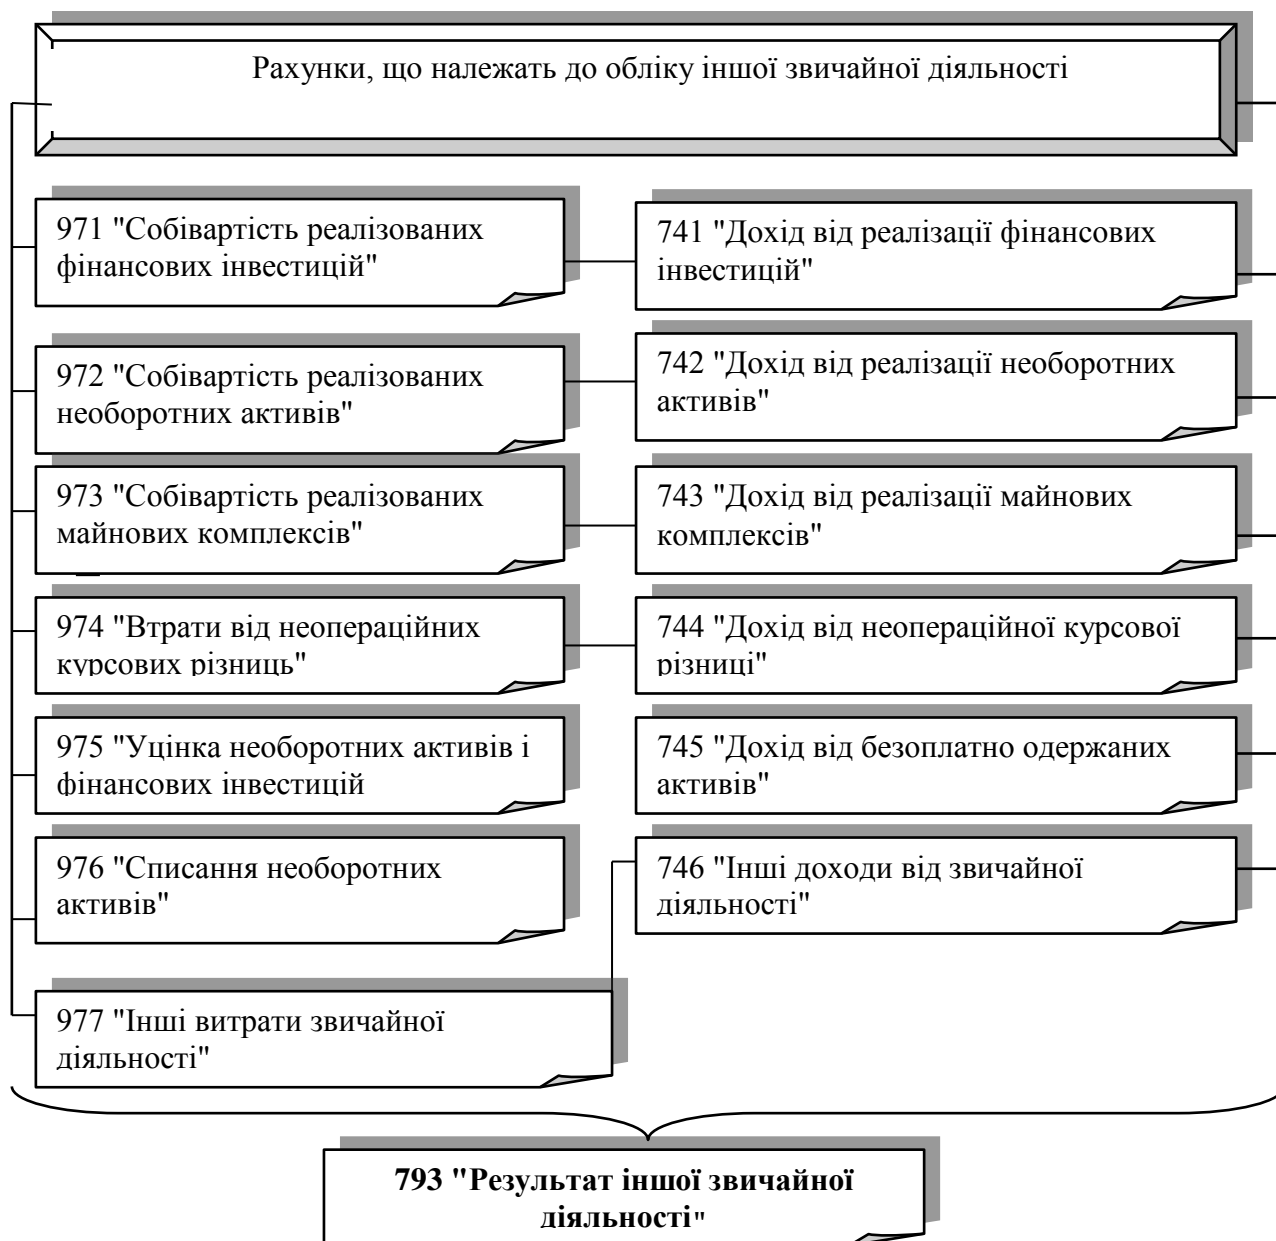 Рахунки, що належать до обліку іншої звичайної діяльності
971 "Собівартість реалізованих
фінансових інвестицій"
741 "Дохід від реалізації фінансових
інвестицій"
972 "Собівартість реалізованих
необоротних активів"
742 "Дохід від реалізації необоротних
активів"
973 "Собівартість реалізованих
майнових комплексів"
743 "Дохід від реалізації майнових
комплексів"
974 "Втрати від неопераційних
курсових різниць"
744 "Дохід від неопераційної курсової
різниці"
975 "Уцінка необоротних активів і
фінансових інвестицій
745 "Дохід від безоплатно одержаних
активів"
976 "Списання необоротних
активів"
746 "Інші доходи від звичайної
діяльності"
977 "Інші витрати звичайної
діяльності"
793 "Результат іншої звичайної
діяльності"